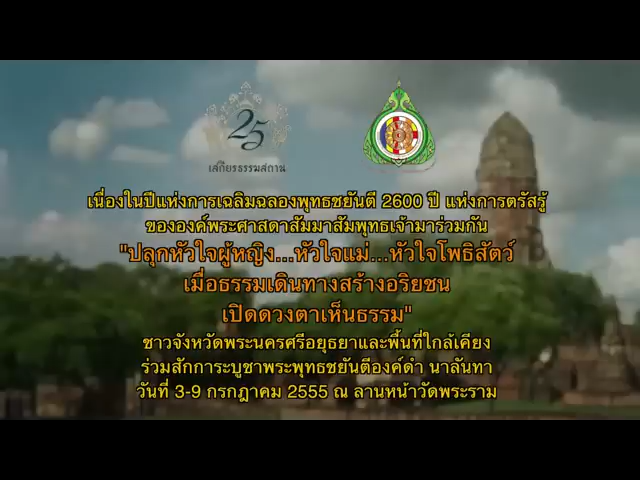 25
เสถียรธรรมสถาน
เนื่องในปีแห่งการเฉลิมฉลองพุทธชยันตี 2600 ปี แห่งการตรัสรู้
ขององค์พระศาสดาสัมมาสัมพุทธเจ้ามาร่วมกัน
"ปลุกหัวใจผู้หญิง...หัวใจแม่...หัวใจโพธิสัตว์
เมื่อธรรมเดินทางสร้างอริยชน
เปิดดวงตาเห็นธรรม"
ชาวจังหวัดพระนครศรีอยุธยาและพื้นที่ใกล้เคียง
ร่วมสักการะบูชาพระพุทธชยันตีองค์ดำ นาลันทา
วันที่ 3-9 กรกฎาคม 2555 ณ ลานหน้าวัดพระราม